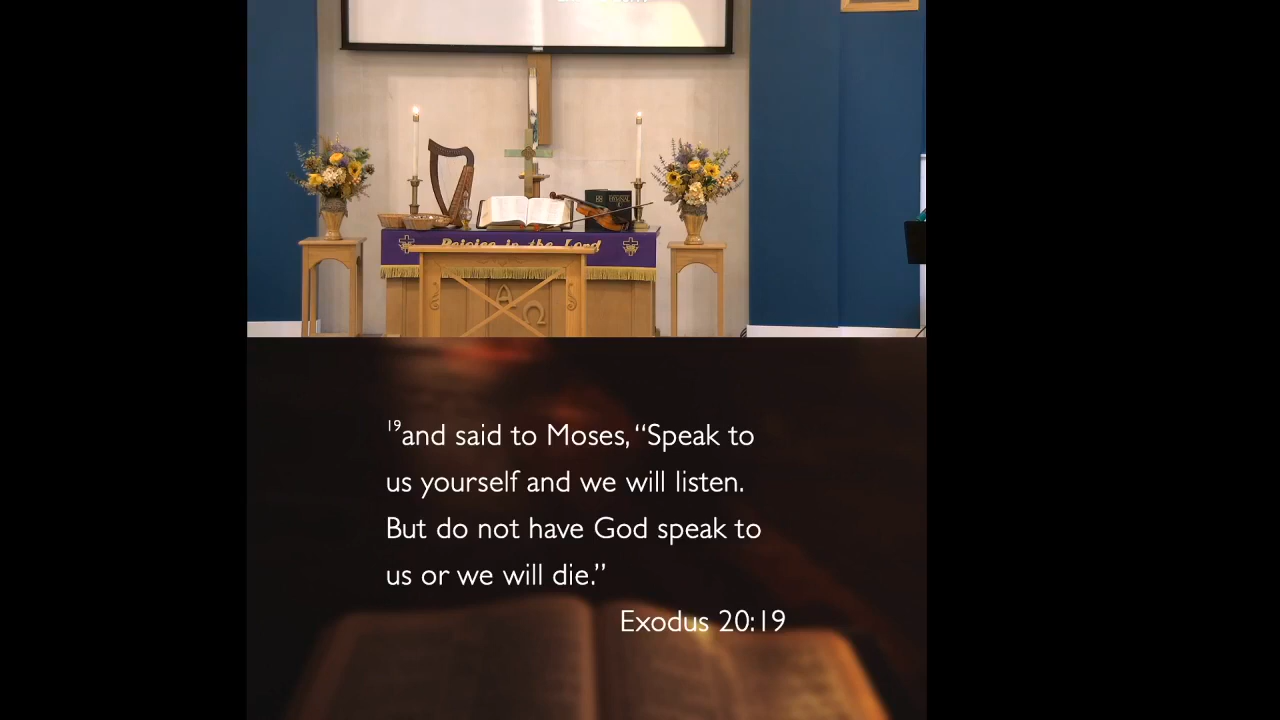 HYMNAL
Rejoice in the Lord
Α
Ω
19and said to Moses, “Speak to
us yourself and we will listen.
But do not have God speak to
us or we will die.”
Exodus 20:19